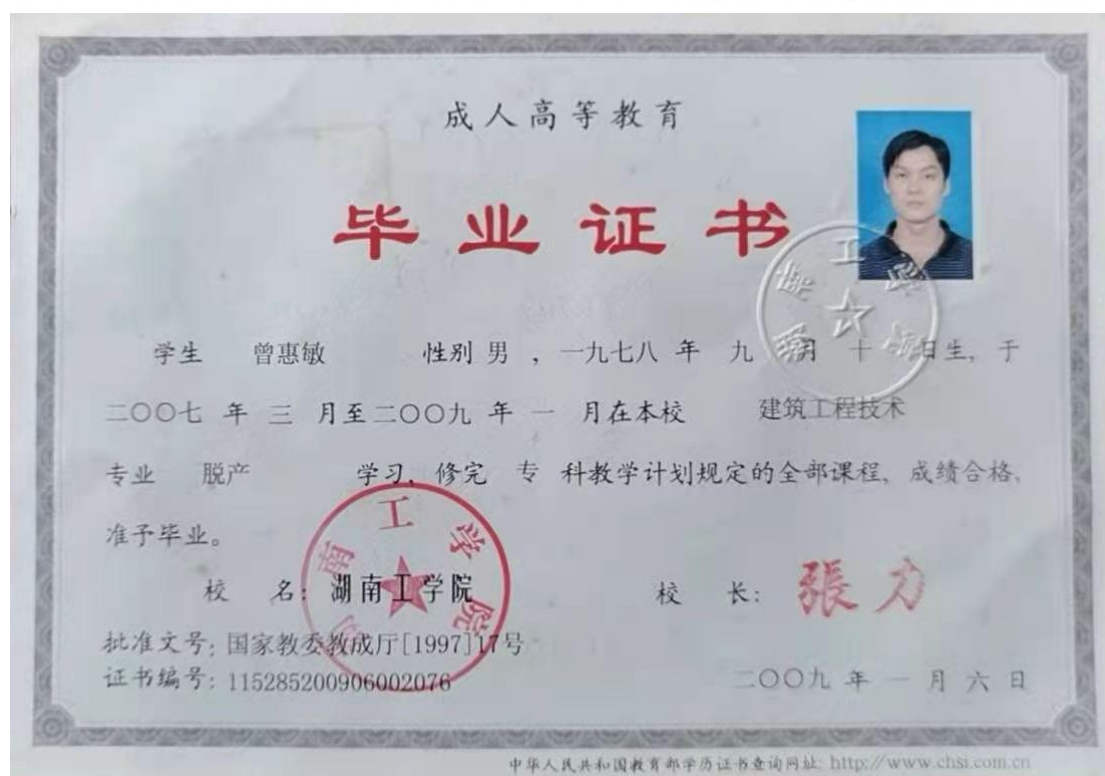 成人高等教育
毕业证书
学生 曾惠敏 性别 男 , 一九七八 年 九 月 十 日生, 于
二〇〇七 年 三 月至二〇〇九 年 一 月在本校 建筑工程技术
专业 脱产 学习、修完 专 科教学计划规定的全部课程, 成绩合格,
准予毕业。
校 名: 湖南工学院 校 长: 張力
批准文号: 国家教委教成厅[1997]17号
证书编号: 115285200906002076
二〇〇九 年 一 月 六 日
中华人民共和国教育部学历证书查询网址: http://www.chsi.com.cn
湖南工学院